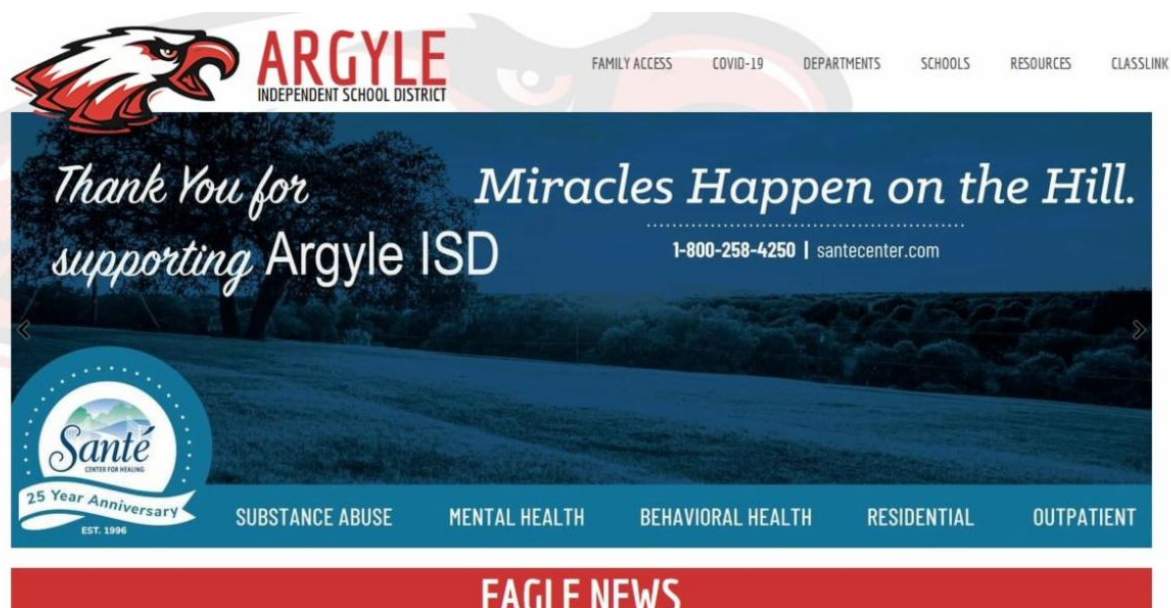 ARGYLE
INDEPENDENT SCHOOL DISTRICT
FAMILY ACCESS COVID-19 DEPARTMENTS SCHOOLS RESOURCES CLASSLINK
Thank You for
supporting Argyle ISD
Miracles Happen on the Hill.
1-800-258-4250 | santecenter.com
Santé
CENTER FOR HEALING
25 Year Anniversary
EST. 1996
SUBSTANCE ABUSE MENTAL HEALTH BEHAVIORAL HEALTH RESIDENTIAL OUTPATIENT
EAGLE NEWS